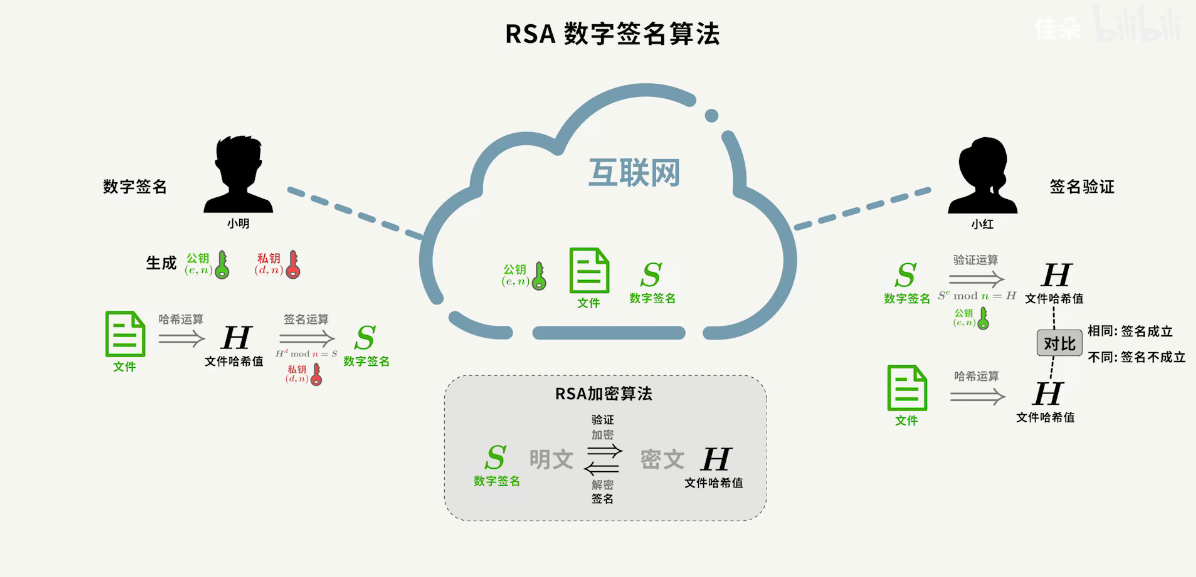 RSA 数字签名算法
佳朵 bilibili
互联网
数字签名
小明
生成
公钥
(e, n)
私钥
(d, n)
文件
哈希运算
H
文件哈希值
签名运算
H^d mod n = S
私钥
(d, n)
S
数字签名
公钥
(e, n)
文件
S
数字签名
签名验证
小红
S
数字签名
验证运算
S^e mod n = H
公钥
(e, n)
H
文件哈希值
对比
相同: 签名成立
不同: 签名不成立
文件
哈希运算
H
文件哈希值
RSA加密算法
S
数字签名
明文
验证
加密
解密
签名
密文
H
文件哈希值